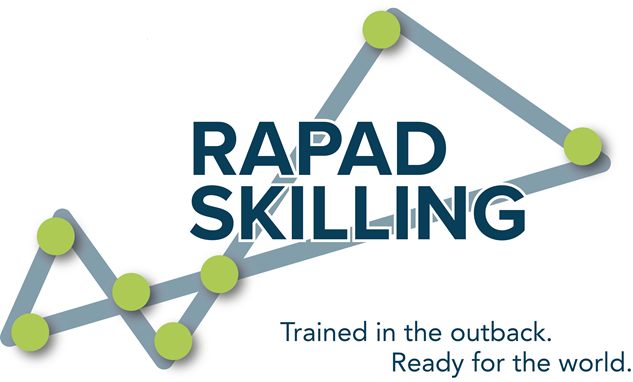 RAPAD
SKILLING
Trained in the outback.
Ready for the world.